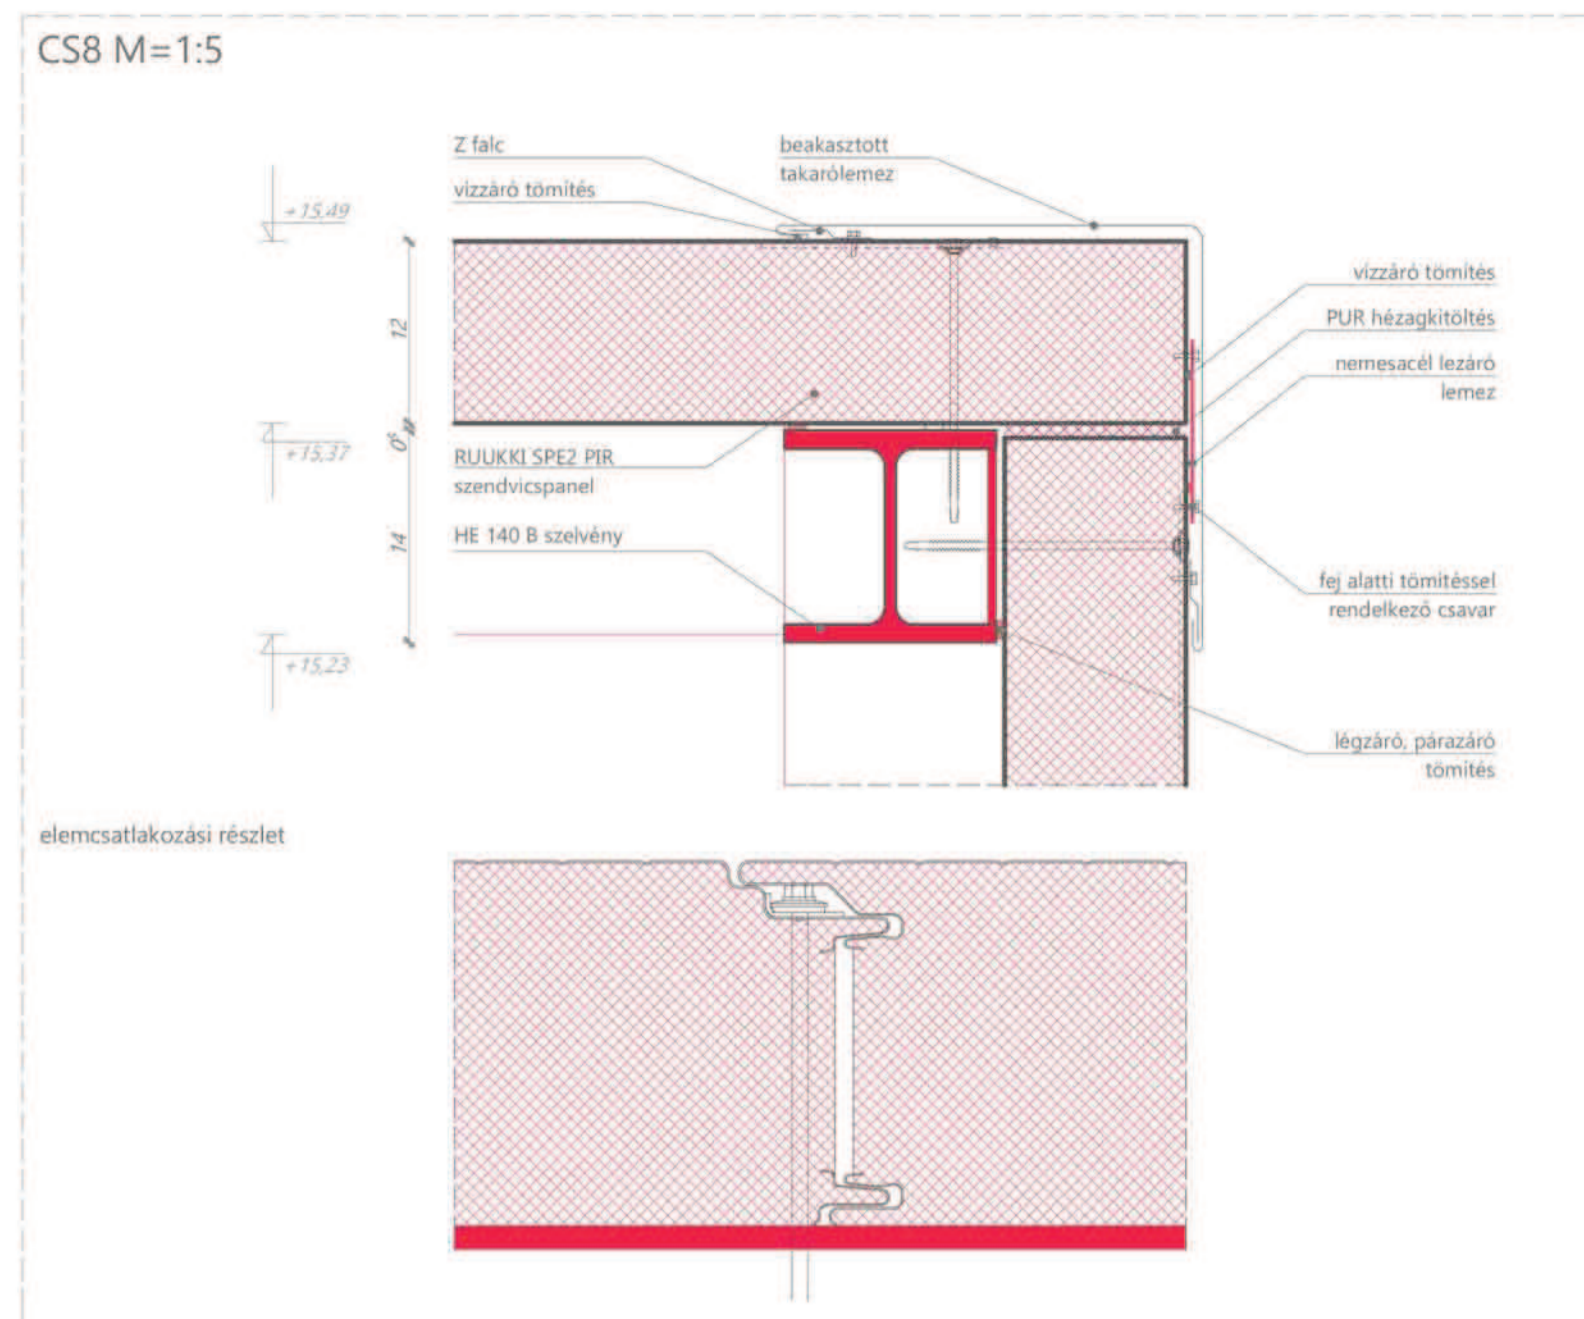 CS8 M=1:5
Z falc
vízzáró tömítés
beakasztott
takarólemez
+15,49
12
vízzáró tömítés
PUR hézagkitöltés
nemesacél lezáró
lemez
+15,37
0⁵
RUUKKI SPE2 PIR
szendvicspanel
HE 140 B szelvény
14
fej alatti tömítéssel
rendelkező csavar
+15,23
légzáró, párazáró
tömítés
elemcsatlakozási részlet